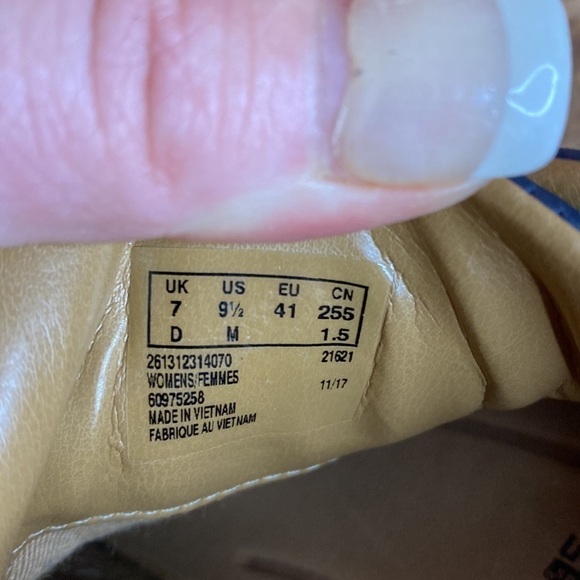 UK US EU CN
7 9½ 41 255
D M 1.5
261312314070 21621
WOMENS/FEMMES 11/17
60975258
MADE IN VIETNAM
FABRIQUE AU VIETNAM